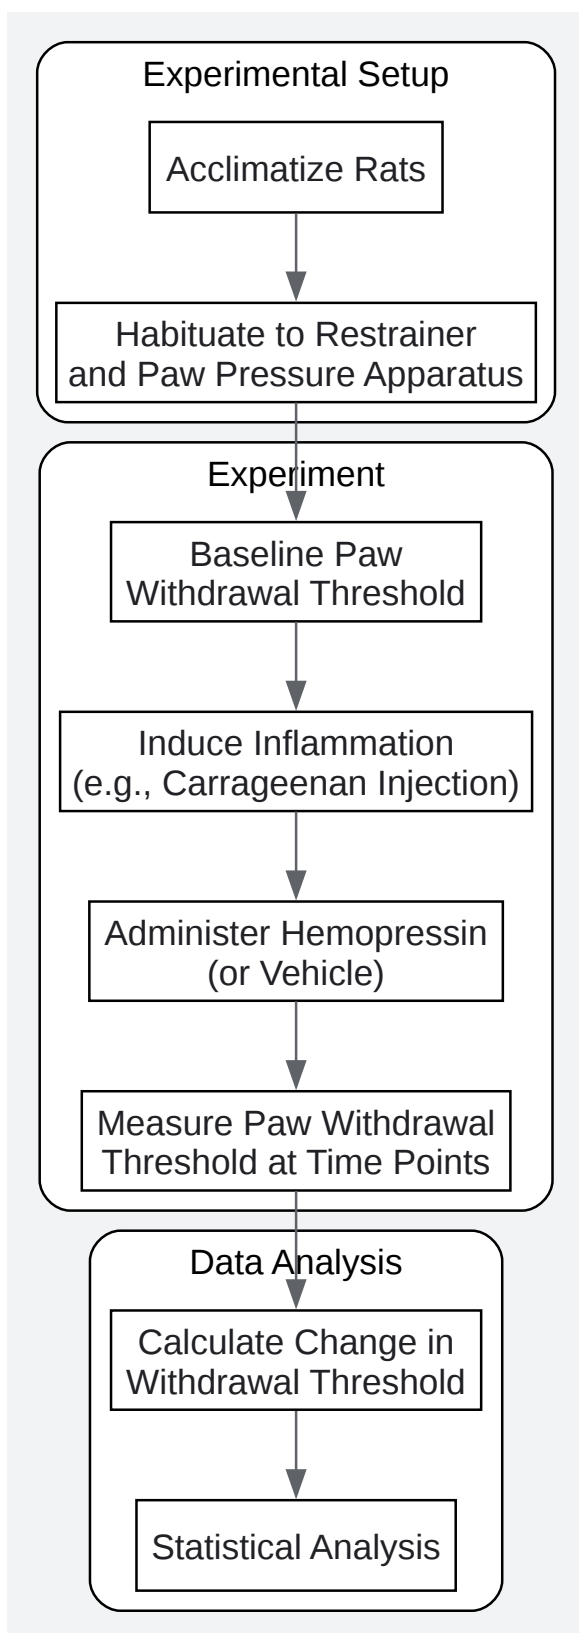 Experimental Setup
Acclimatize Rats
Habituate to Restrainer
and Paw Pressure Apparatus
Experiment
Baseline Paw
Withdrawal Threshold
Induce Inflammation
(e.g., Carrageenan Injection)
Administer Hemopressin
(or Vehicle)
Measure Paw Withdrawal
Threshold at Time Points
Data Analysis
Calculate Change in
Withdrawal Threshold
Statistical Analysis